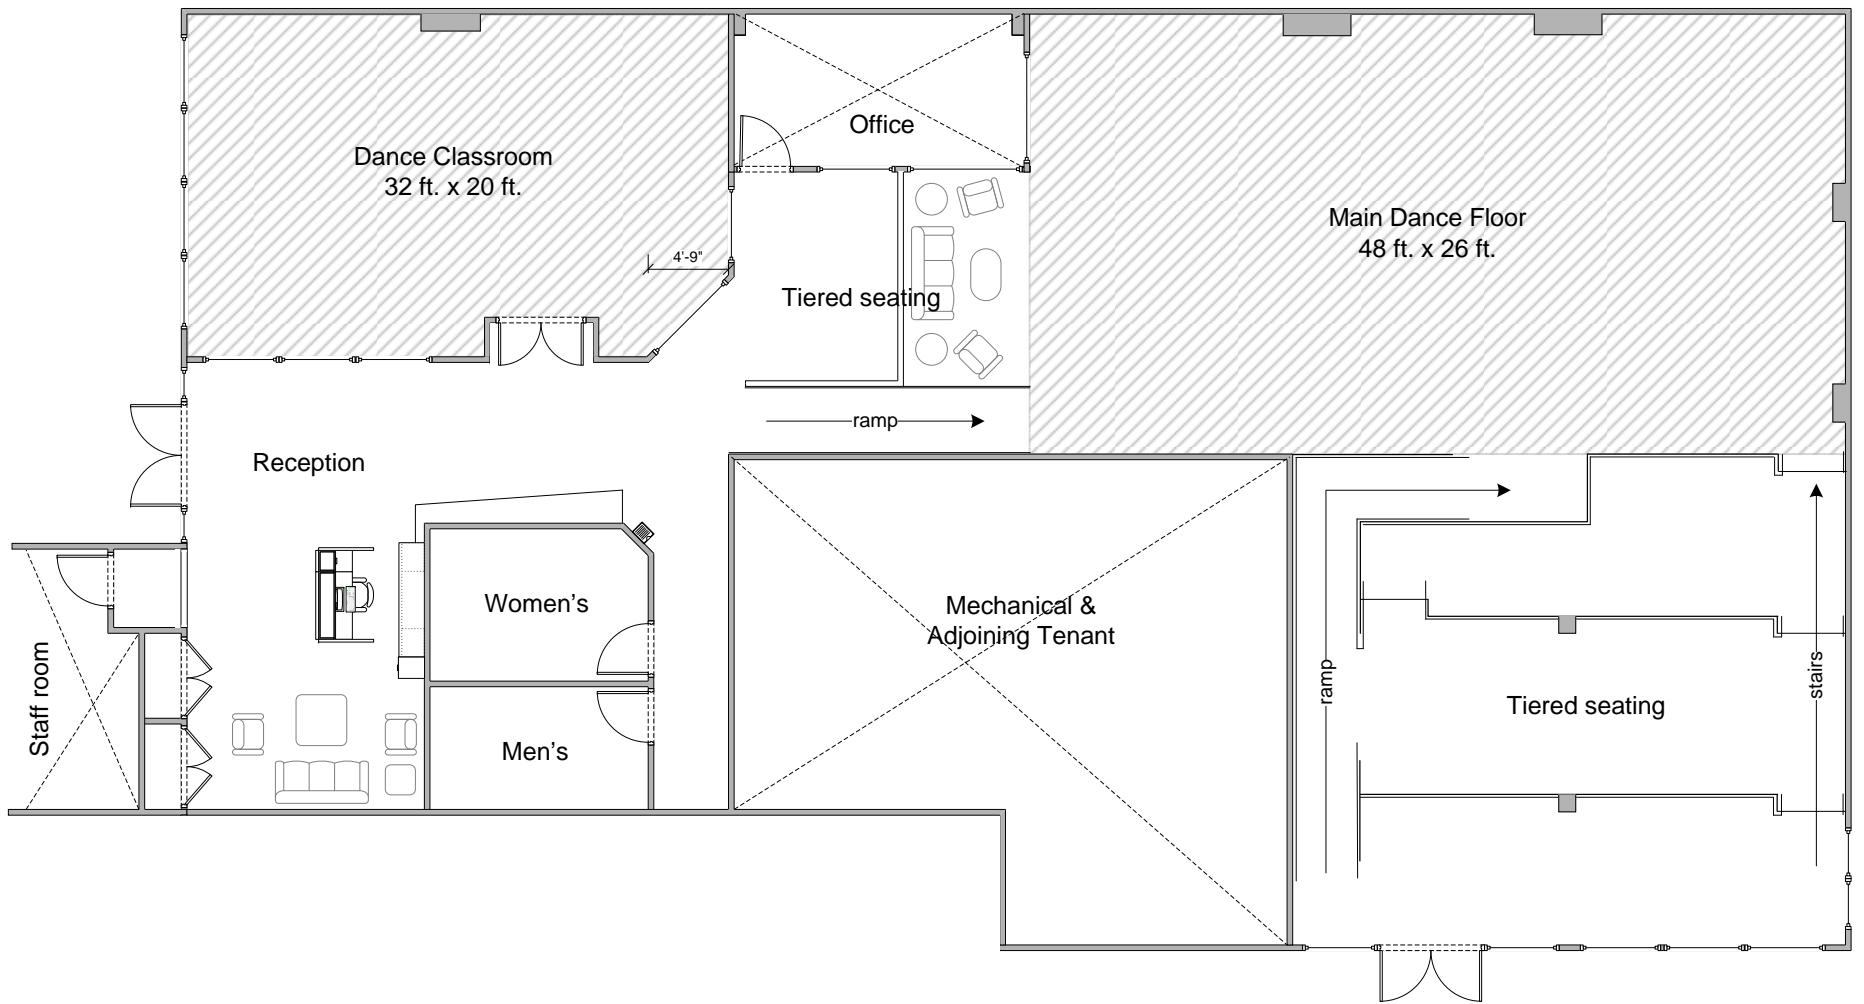 Office
Dance Classroom
32 ft. x 20 ft.
Main Dance Floor
48 ft. x 26 ft.
4'-9"
Tiered seating
ramp
Reception
Women’s
Mechanical &
Adjoining Tenant
Staff room
ramp
stairs
Tiered seating
Men’s